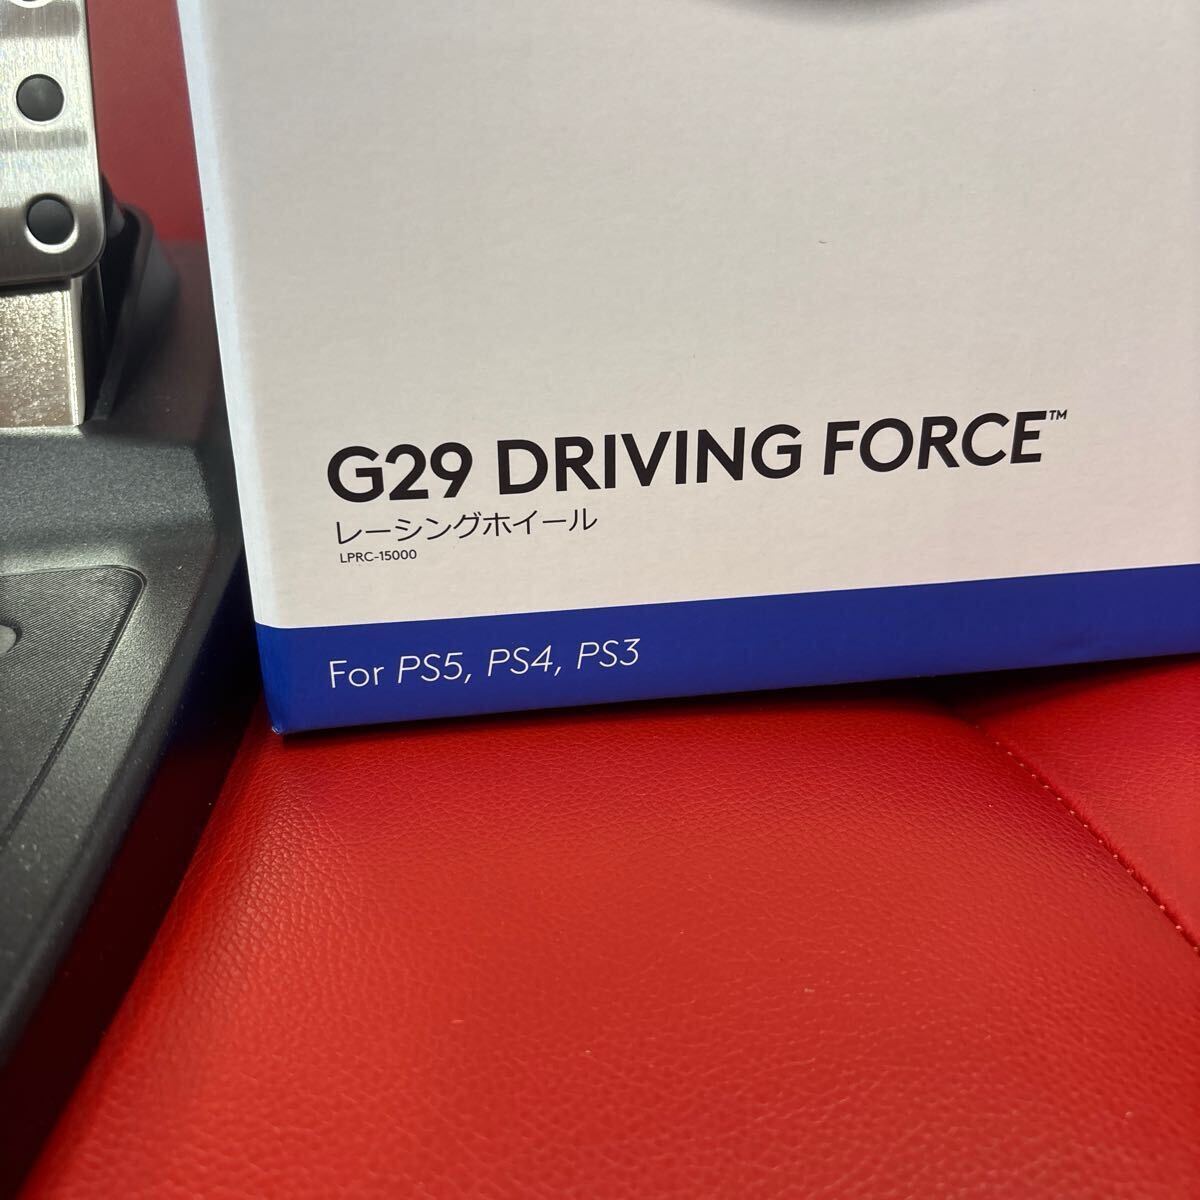 G29 DRIVING FORCE™
レーシングホイール
LPRC-15000
For PS5, PS4, PS3